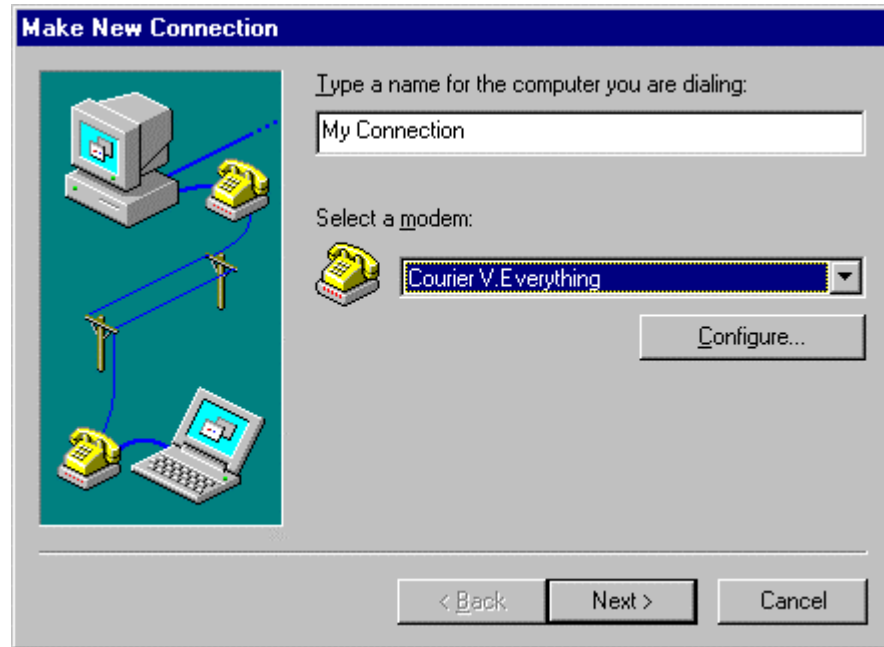 Make New Connection
Type a name for the computer you are dialing:
My Connection
Select a modem:
Courier V.Everything
Configure...
< Back
Next >
Cancel